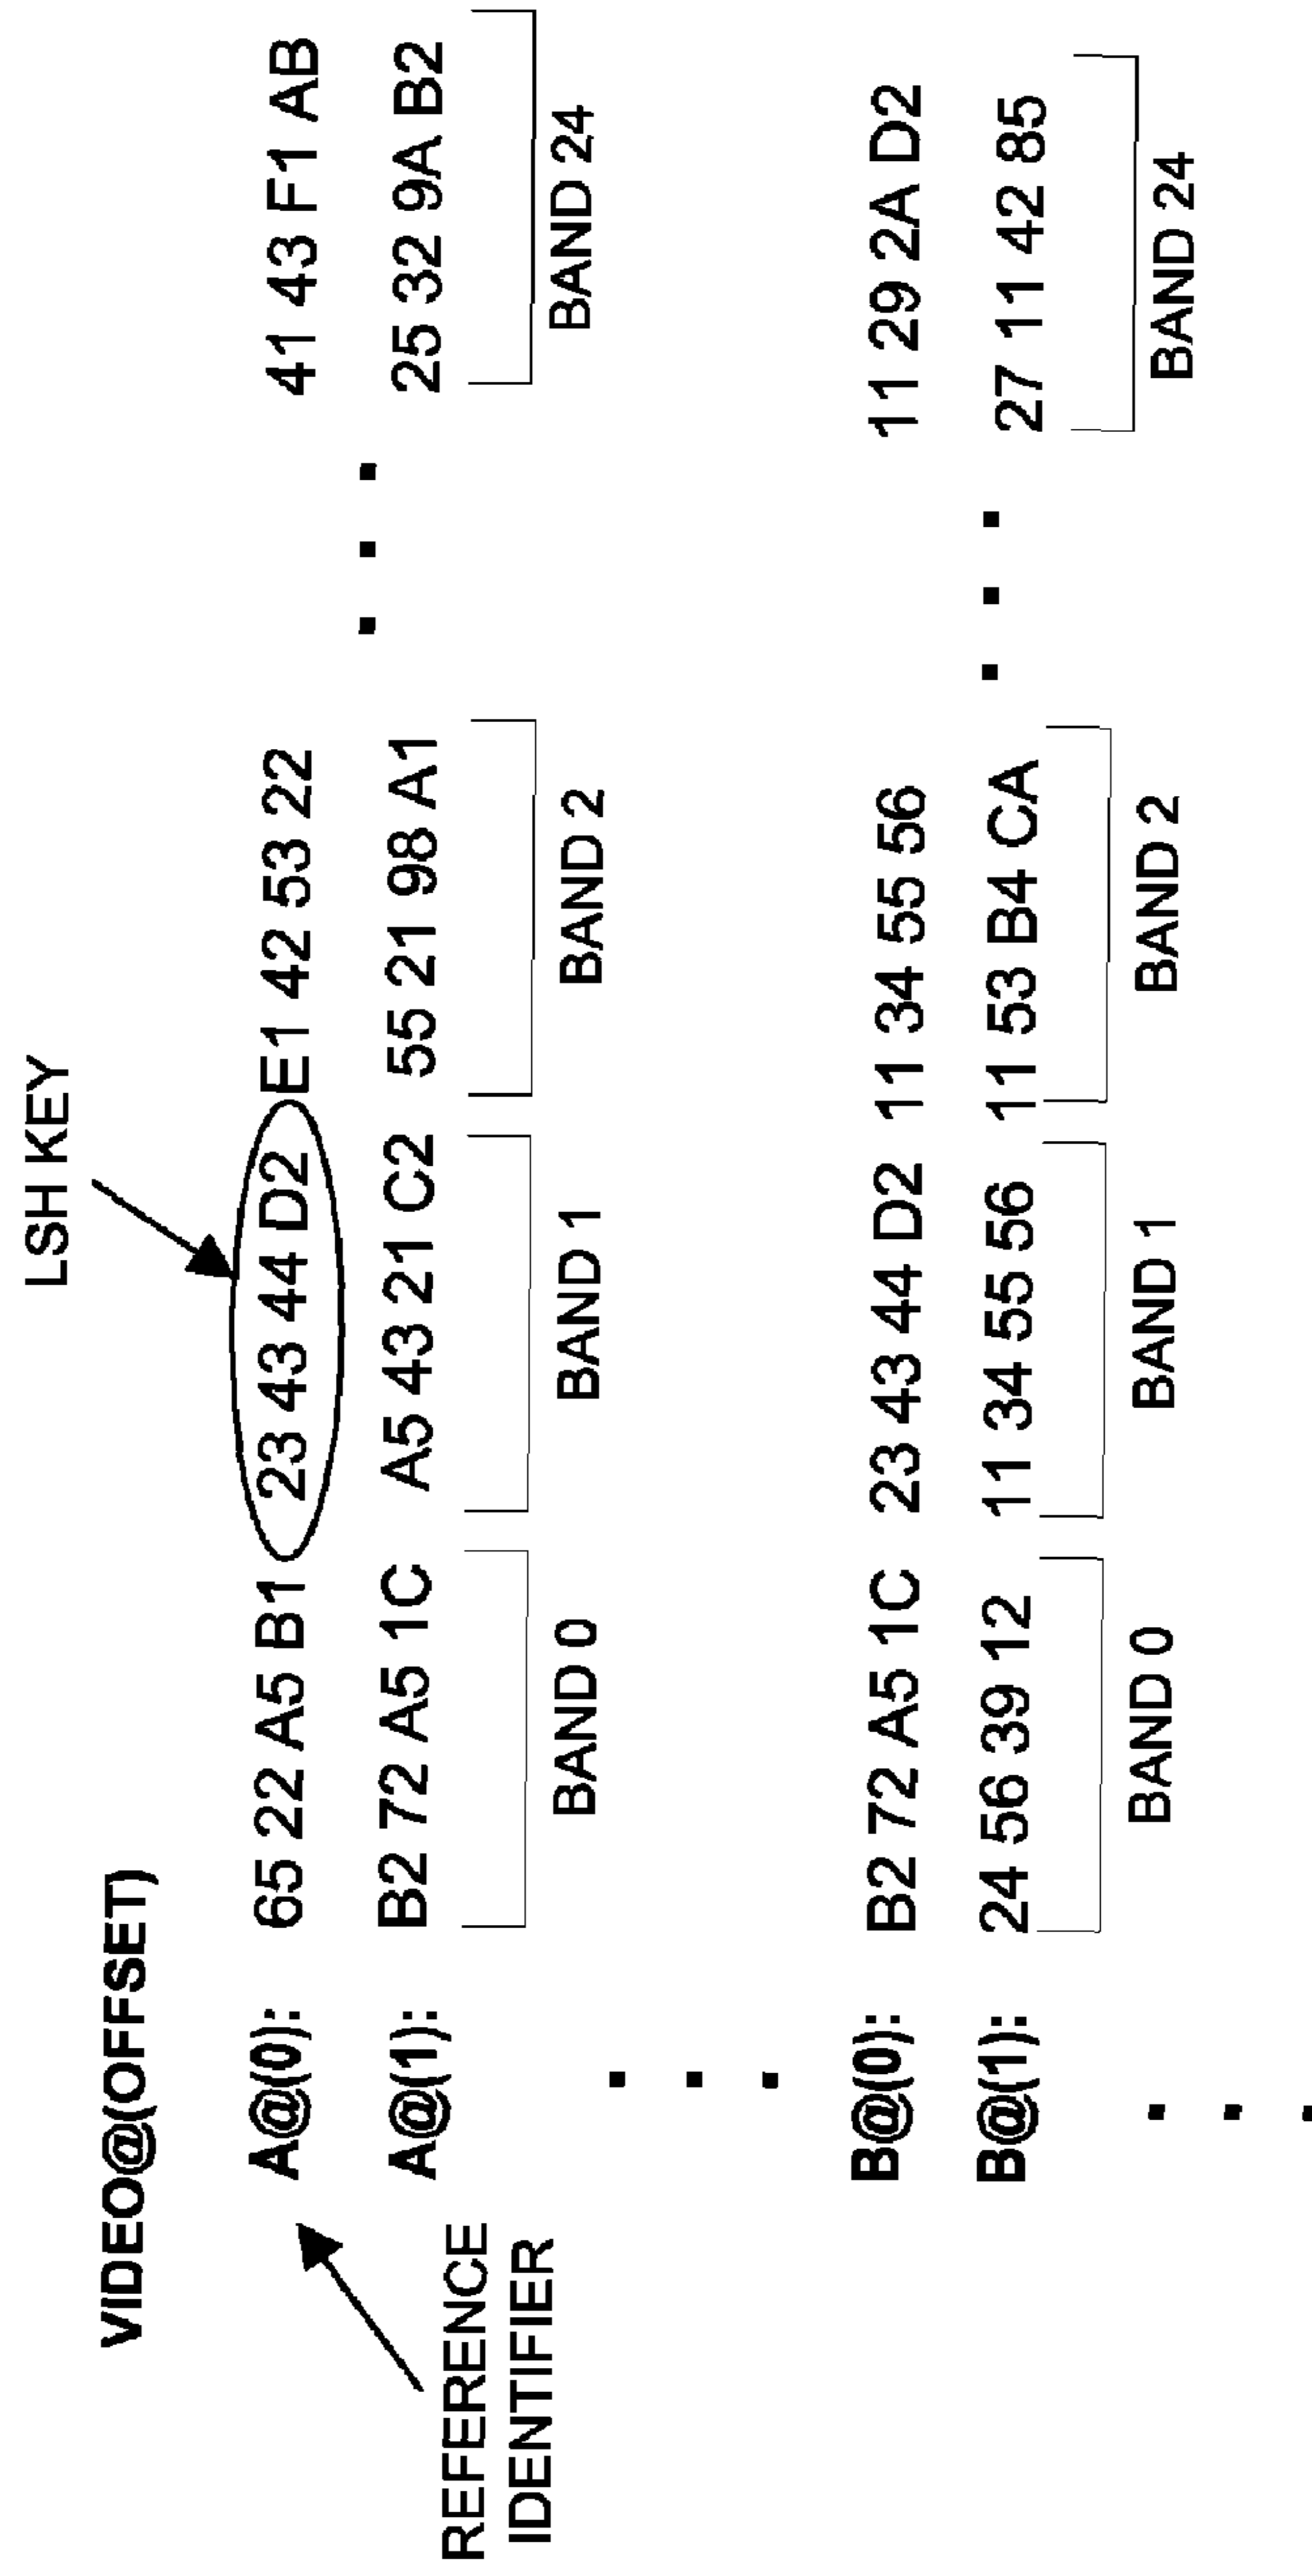 LSH KEY
VIDEO@(OFFSET)
A@(0): 65 22 A5 B1 23 43 44 D2 E1 42 53 22 41 43 F1 AB
A@(1): B2 72 A5 1C A5 43 21 C2 55 21 98 A1 . . . 25 32 9A B2
BAND 0 BAND 1 BAND 2 BAND 24
REFERENCE
IDENTIFIER
B@(0): B2 72 A5 1C 23 43 44 D2 11 34 55 56 11 29 2A D2
B@(1): 24 56 39 12 11 34 55 56 11 53 B4 CA . . . 27 11 42 85
BAND 0 BAND 1 BAND 2 BAND 24